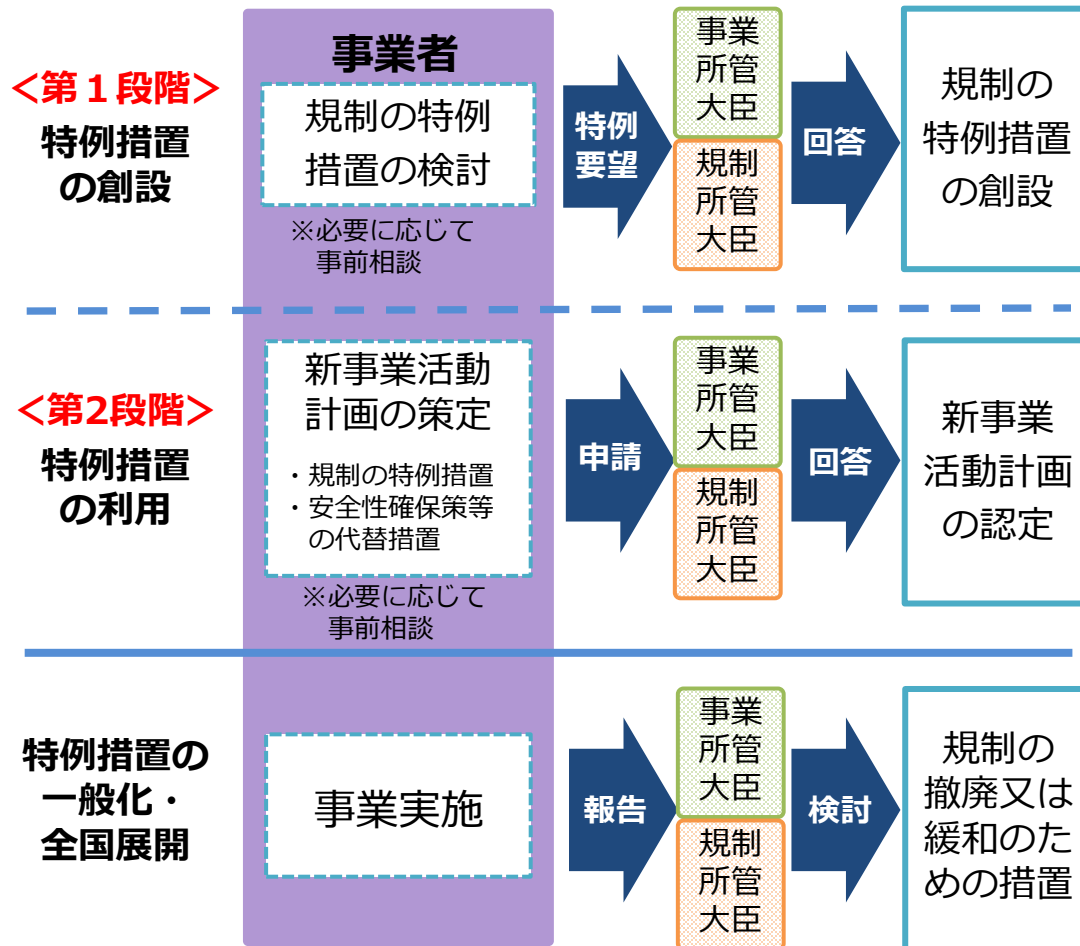 <第１段階>
特例措置
の創設
事業者
規制の特例
措置の検討
※必要に応じて
事前相談
特例
要望
事業
所管
大臣
規制
所管
大臣
回答
規制の
特例措置
の創設
<第2段階>
特例措置
の利用
新事業活動
計画の策定
・規制の特例措置
・安全性確保策等
の代替措置
※必要に応じて
事前相談
申請
事業
所管
大臣
規制
所管
大臣
回答
新事業
活動計画
の認定
特例措置の
一般化・
全国展開
事業実施
報告
事業
所管
大臣
規制
所管
大臣
検討
規制の
撤廃又は
緩和のた
めの措置